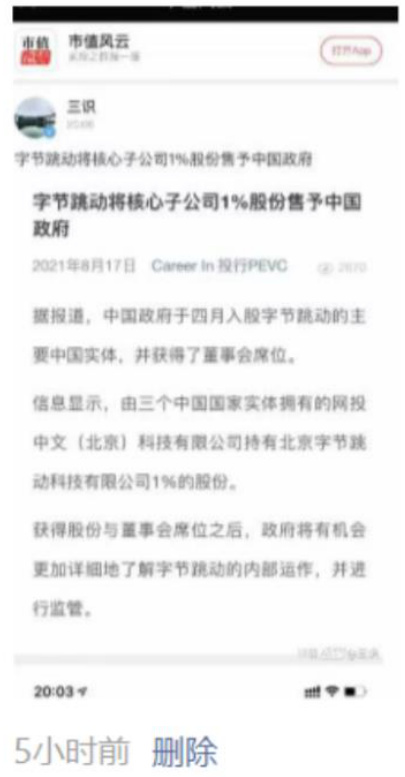 市值风云
市值风云
打开App
三识
字节跳动将核心子公司1%股份售予中国政府
字节跳动将核心子公司1%股份售予中国
政府
2021年8月17日 Career In 投行PEVC 2670
据报道，中国政府于四月入股字节跳动的主
要中国实体，并获得了董事会席位。
信息显示，由三个中国国家实体拥有的网投
中文（北京）科技有限公司持有北京字节跳
动科技有限公司1%的股份。
获得股份与董事会席位之后，政府将有机会
更加详细地了解字节跳动的内部运作，并进
行监管。
20:03
5小时前 删除